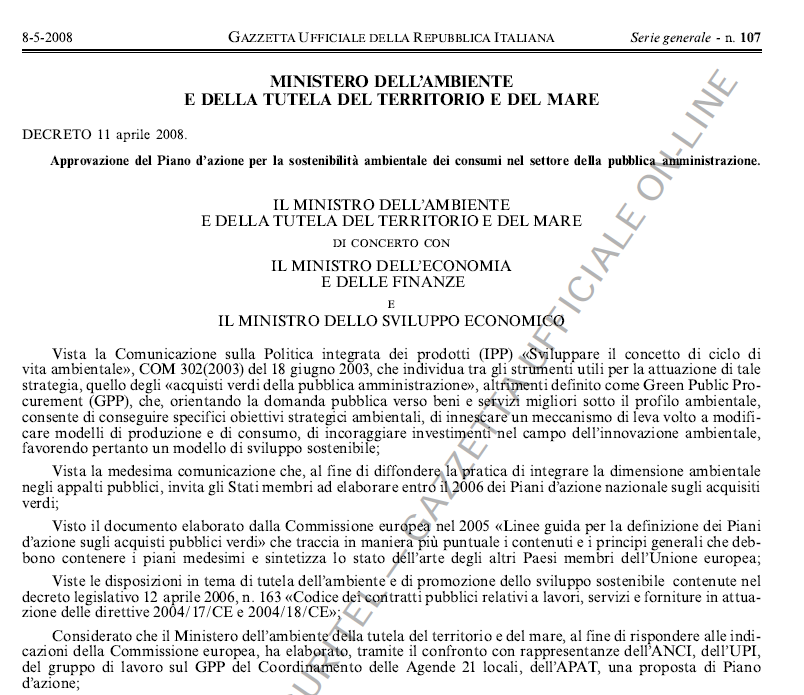 8-5-2008 GAZZETTA UFFICIALE DELLA REPUBBLICA ITALIANA Serie generale - n. 107
MINISTERO DELL'AMBIENTE
E DELLA TUTELA DEL TERRITORIO E DEL MARE
DECRETO 11 aprile 2008.
Approvazione del Piano d'azione per la sostenibilità ambientale dei consumi nel settore della pubblica amministrazione.
IL MINISTRO DELL'AMBIENTE
E DELLA TUTELA DEL TERRITORIO E DEL MARE
DI CONCERTO CON
IL MINISTRO DELL'ECONOMIA
E DELLE FINANZE
E
IL MINISTRO DELLO SVILUPPO ECONOMICO
Vista la Comunicazione sulla Politica integrata dei prodotti (IPP) «Sviluppare il concetto di ciclo di
vita ambientale», COM 302(2003) del 18 giugno 2003, che individua tra gli strumenti utili per la attuazione di tale
strategia, quello degli «acquisti verdi della pubblica amministrazione», altrimenti definito come Green Public Pro-
curement (GPP), che, orientando la domanda pubblica verso beni e servizi migliori sotto il profilo ambientale,
consente di conseguire specifici obiettivi strategici ambientali, di innescare un meccanismo di leva volto a modifi-
care modelli di produzione e di consumo, di incoraggiare investimenti nel campo dell'innovazione ambientale,
favorendo pertanto un modello di sviluppo sostenibile;
Vista la medesima comunicazione che, al fine di diffondere la pratica di integrare la dimensione ambientale
negli appalti pubblici, invita gli Stati membri ad elaborare entro il 2006 dei Piani d'azione nazionale sugli acquisiti
verdi;
Visto il documento elaborato dalla Commissione europea nel 2005 «Linee guida per la definizione dei Piani
d'azione sugli acquisti pubblici verdi» che traccia in maniera più puntuale i contenuti e i principi generali che deb-
bono contenere i piani medesimi e sintetizza lo stato dell'arte degli altri Paesi membri dell'Unione europea;
Viste le disposizioni in tema di tutela dell'ambiente e di promozione dello sviluppo sostenibile contenute nel
decreto legislativo 12 aprile 2006, n. 163 «Codice dei contratti pubblici relativi a lavori, servizi e forniture in attua-
zione delle direttive 2004/17/CE e 2004/18/CE»;
Considerato che il Ministero dell'ambiente della tutela del territorio e del mare, al fine di rispondere alle indi-
cazioni della Commissione europea, ha elaborato, tramite il confronto con rappresentanze dell'ANCI, dell'UPI,
del gruppo di lavoro sul GPP del Coordinamento delle Agende 21 locali, dell'APAT, una proposta di Piano
d'azione;
GURITEL — GAZZETTA UFFICIALE ON-LINE